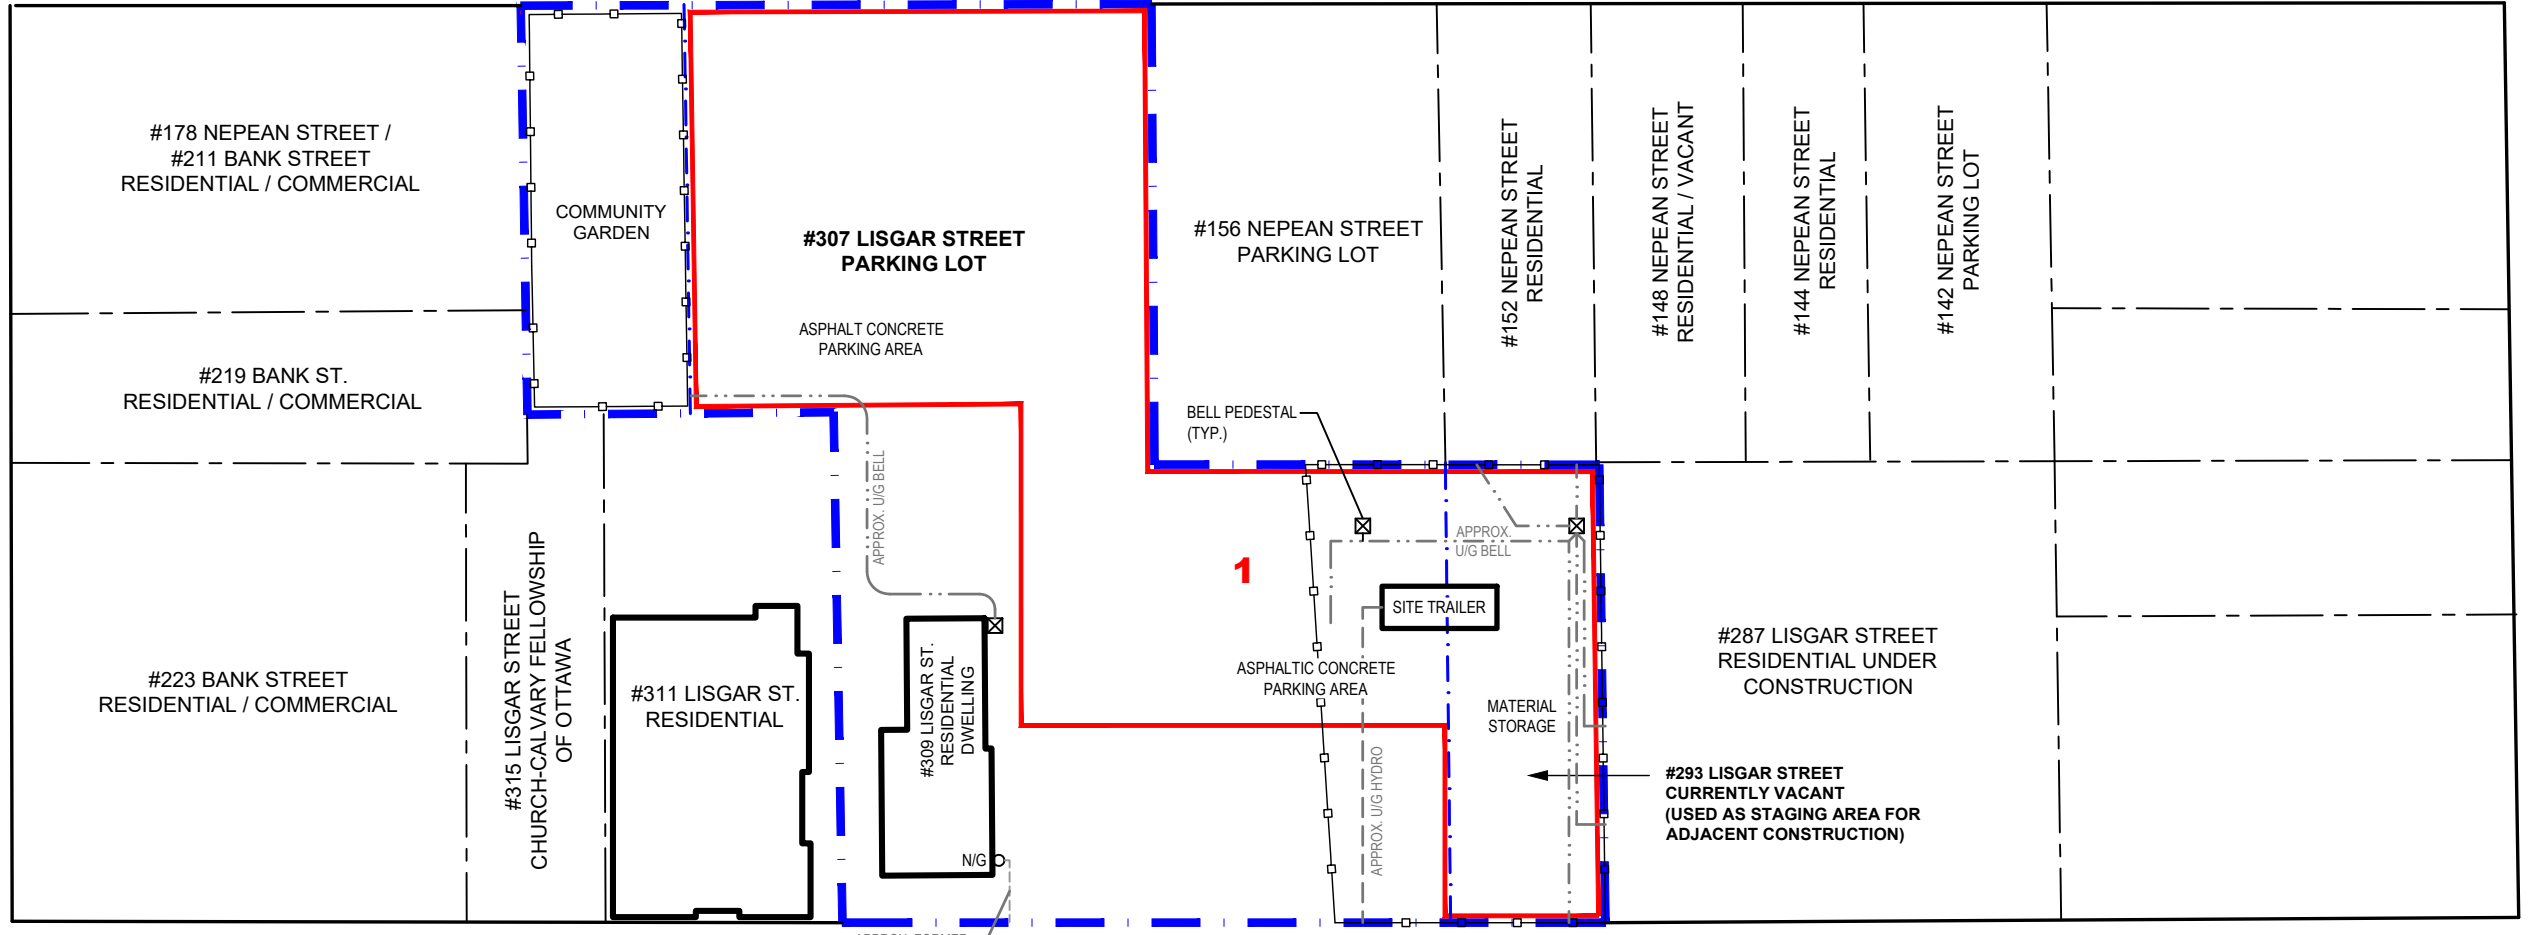 #178 NEPEAN STREET /
#211 BANK STREET
RESIDENTIAL / COMMERCIAL
COMMUNITY
GARDEN
#307 LISGAR STREET
PARKING LOT
ASPHALT CONCRETE
PARKING AREA
#156 NEPEAN STREET
PARKING LOT
#152 NEPEAN STREET
RESIDENTIAL
#148 NEPEAN STREET
RESIDENTIAL / VACANT
#144 NEPEAN STREET
RESIDENTIAL
#142 NEPEAN STREET
PARKING LOT
#219 BANK ST.
RESIDENTIAL / COMMERCIAL
BELL PEDESTAL
(TYP.)
APPROX. U/G BELL
APPROX.
U/G BELL
1
SITE TRAILER
#223 BANK STREET
RESIDENTIAL / COMMERCIAL
#315 LISGAR STREET
CHURCH-CALVARY FELLOWSHIP
OF OTTAWA
#311 LISGAR ST.
RESIDENTIAL
#309 LISGAR ST.
RESIDENTIAL
DWELLING
N/G
ASPHALTIC CONCRETE
PARKING AREA
MATERIAL
STORAGE
APPROX. U/G HYDRO
#287 LISGAR STREET
RESIDENTIAL UNDER
CONSTRUCTION
#293 LISGAR STREET
CURRENTLY VACANT
(USED AS STAGING AREA FOR
ADJACENT CONSTRUCTION)